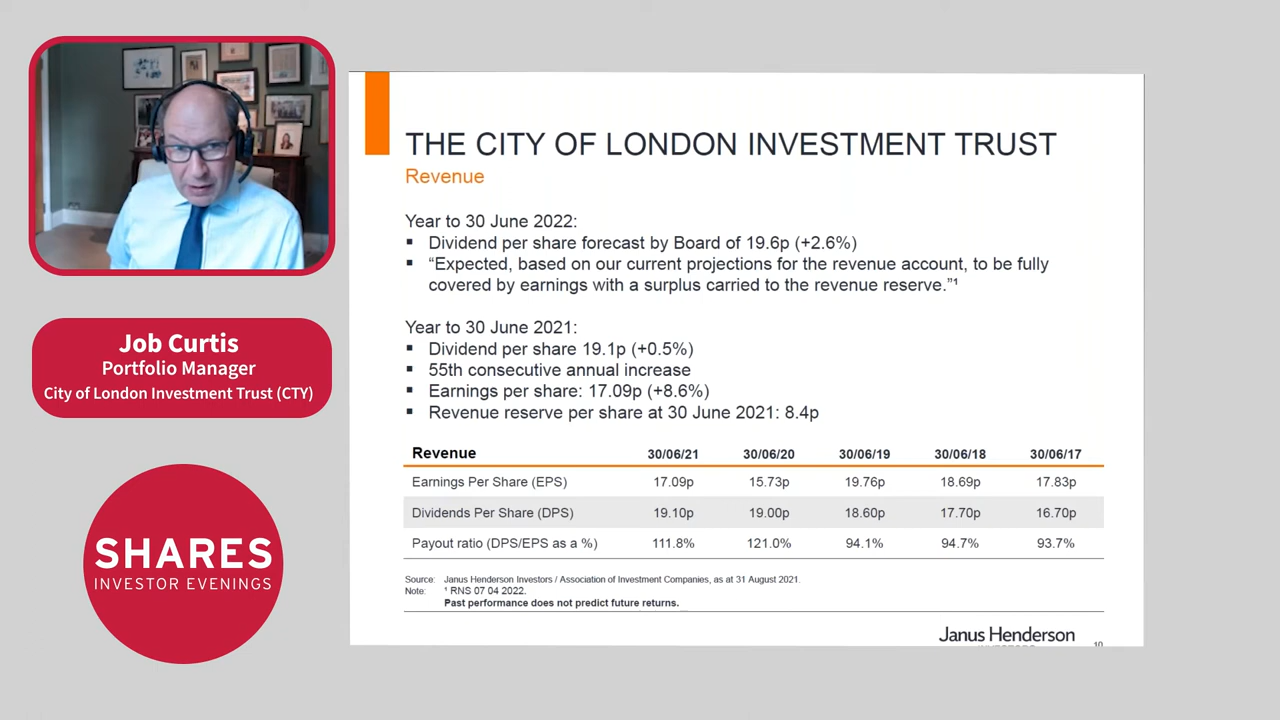 THE CITY OF LONDON INVESTMENT TRUST
Revenue
Year to 30 June 2022:
▪ Dividend per share forecast by Board of 19.6p (+2.6%)
▪ “Expected, based on our current projections for the revenue account, to be fully
covered by earnings with a surplus carried to the revenue reserve.”¹
Year to 30 June 2021:
▪ Dividend per share 19.1p (+0.5%)
▪ 55th consecutive annual increase
▪ Earnings per share: 17.09p (+8.6%)
▪ Revenue reserve per share at 30 June 2021: 8.4p
Revenue 30/06/21 30/06/20 30/06/19 30/06/18 30/06/17
Earnings Per Share (EPS) 17.09p 15.73p 19.76p 18.69p 17.83p
Dividends Per Share (DPS) 19.10p 19.00p 18.60p 17.70p 16.70p
Payout ratio (DPS/EPS as a %) 111.8% 121.0% 94.1% 94.7% 93.7%
Source: Janus Henderson Investors / Association of Investment Companies, as at 31 August 2021.
Note: ¹ RNS 07 04 2022.
Past performance does not predict future returns.
Janus Henderson
10
Job Curtis
Portfolio Manager
City of London Investment Trust (CTY)
SHARES
INVESTOR EVENINGS